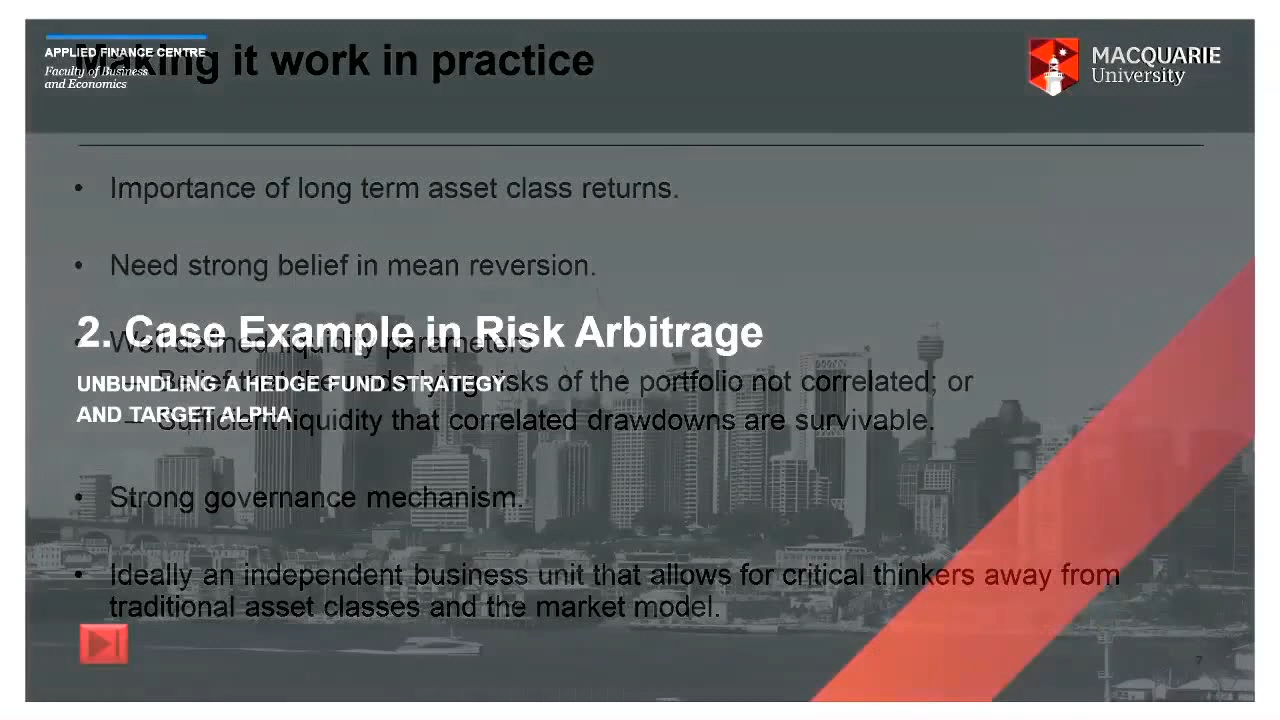 Making it work in practice
APPLIED FINANCE CENTRE
Faculty of Business
and Economics
MACQUARIE
University
• Importance of long term asset class returns.
• Need strong belief in mean reversion.
2. Case Example in Risk Arbitrage
• Well defined liquidity parameters
UNBUNDLING A HEDGE FUND STRATEGY
– Belief that the underlying risks of the portfolio not correlated; or
AND TARGET ALPHA
– Sufficient liquidity that correlated drawdowns are survivable.
• Strong governance mechanism.
• Ideally an independent business unit that allows for critical thinkers away from
traditional asset classes and the market model.
7